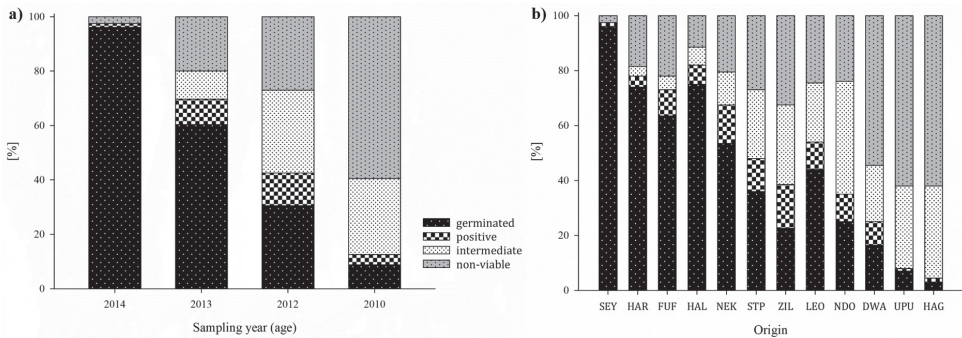 a)
100
80
60
40
20
0
[%]
germinated
positive
intermediate
non-viable
2014 2013 2012 2010
Sampling year (age)
b)
100
80
60
40
20
0
[%]
SEY HAR FUF HAL NEK STP ZIL LEO NDO DWA UPU HAG
Origin